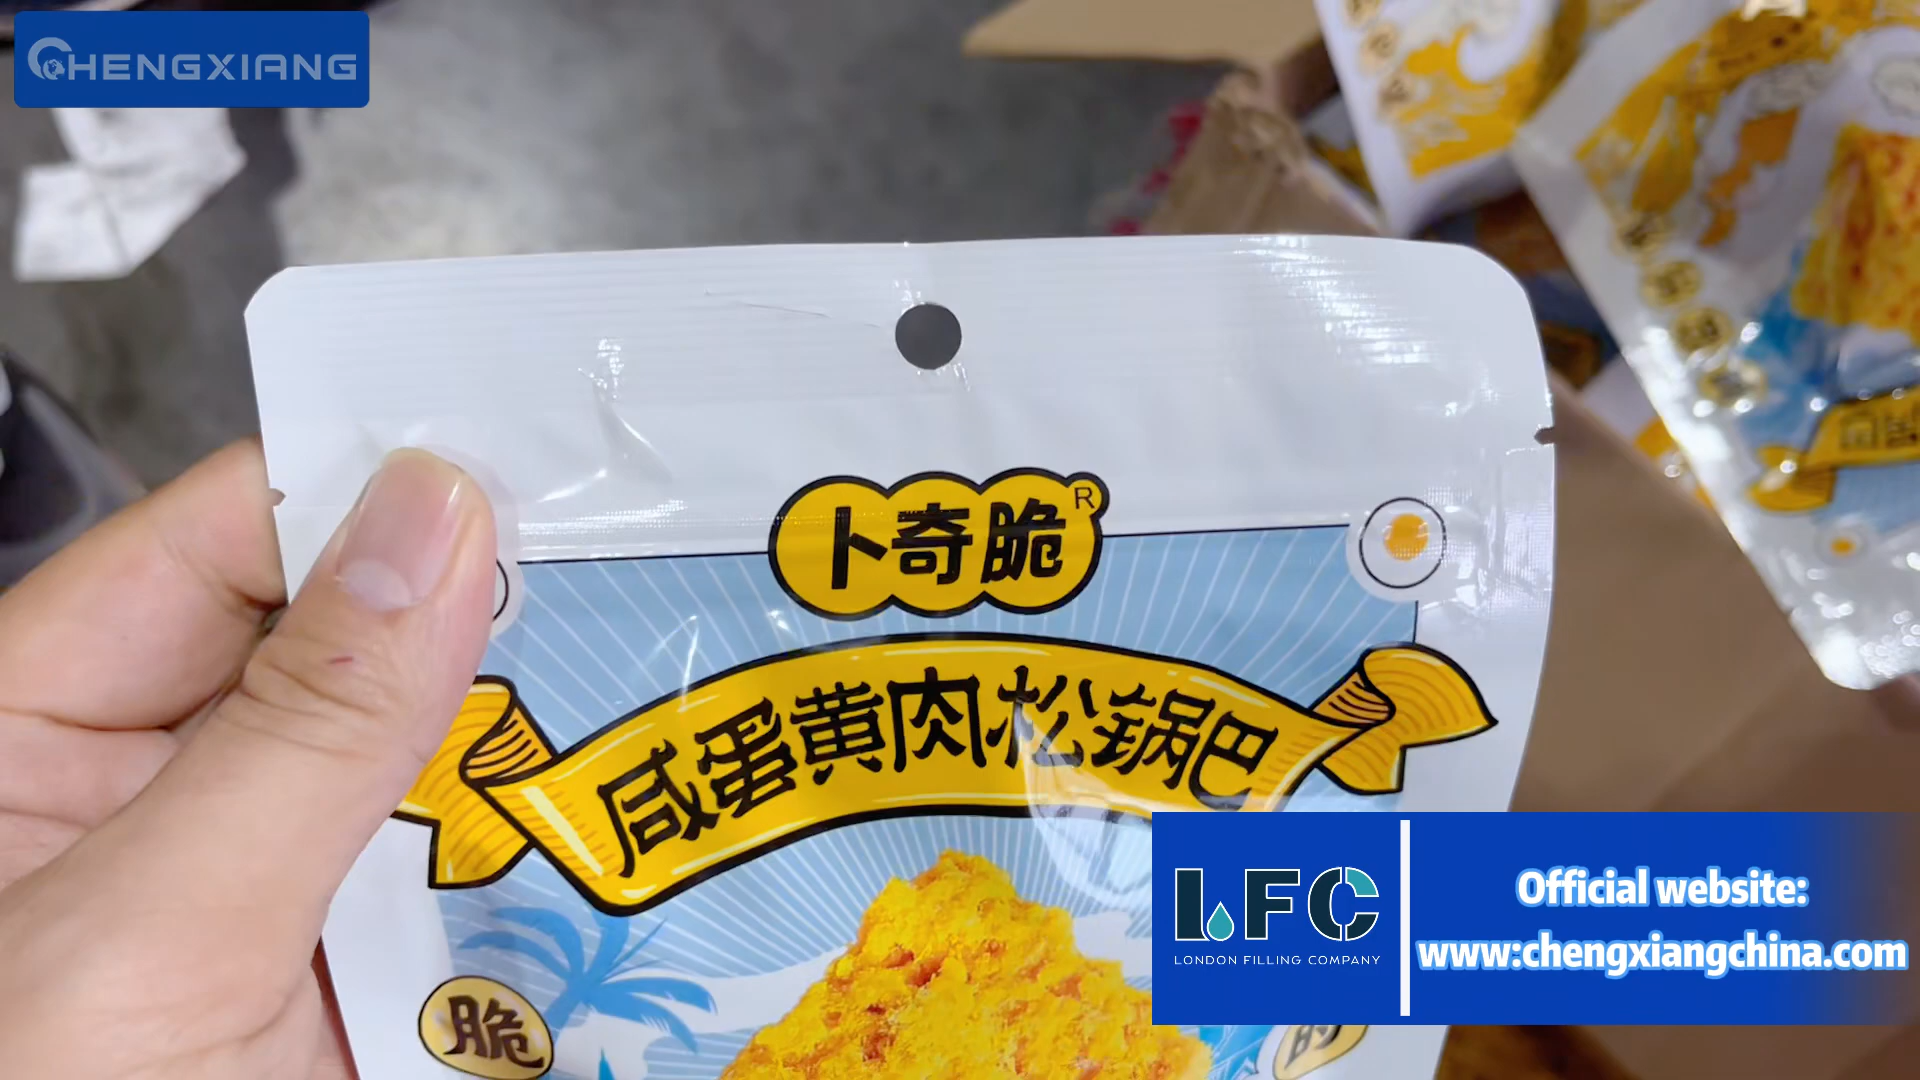 CHENGXIANG
卜奇脆®
咸蛋黄肉松锅巴
脆
LFC
LONDON FILLING COMPANY
Official website:
www:chengxiangchina.com